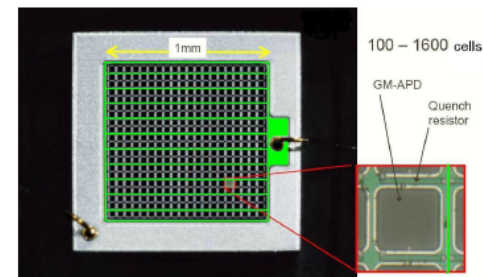 1mm
100 – 1600 cells
GM-APD
Quench
resistor